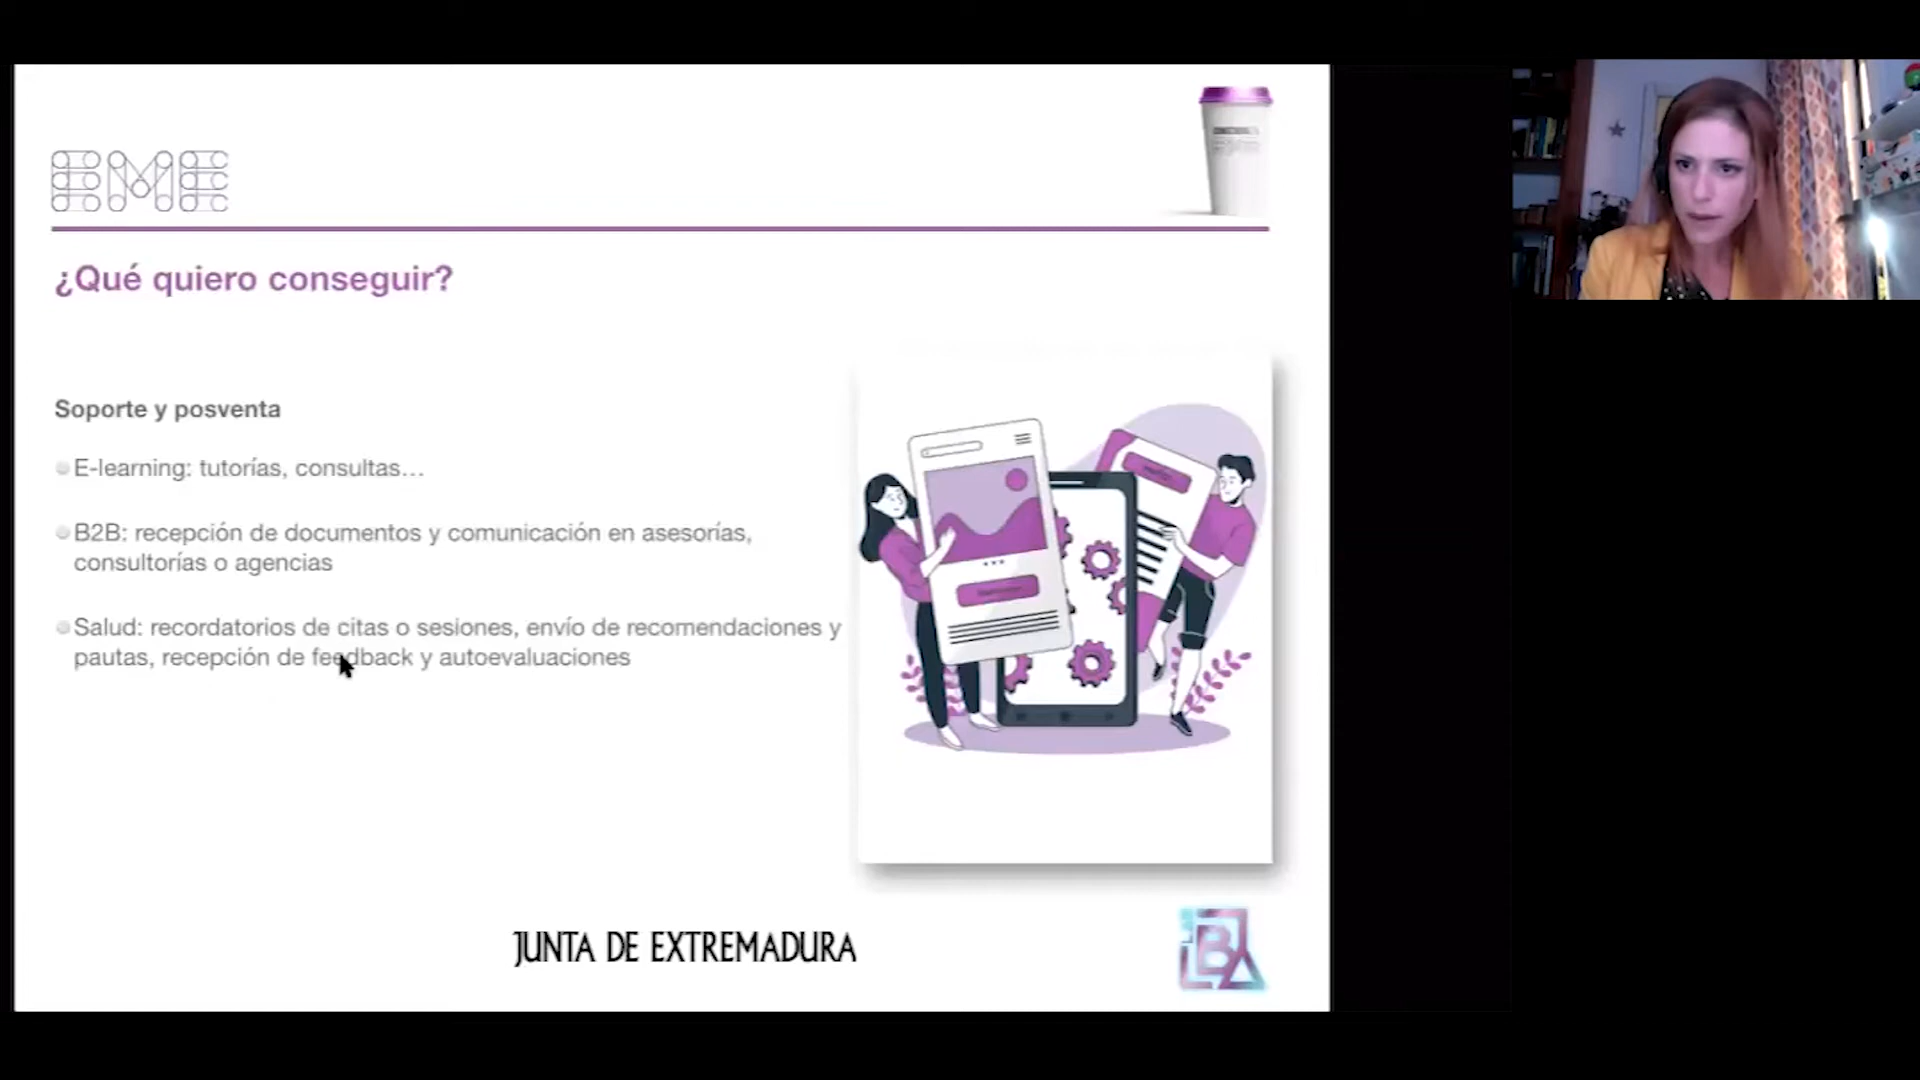 EME
¿Qué quiero conseguir?
Soporte y posventa
E-learning: tutorías, consultas…
B2B: recepción de documentos y comunicación en asesorías,
consultorías o agencias
Salud: recordatorios de citas o sesiones, envío de recomendaciones y
pautas, recepción de feedback y autoevaluaciones
JUNTA DE EXTREMADURA